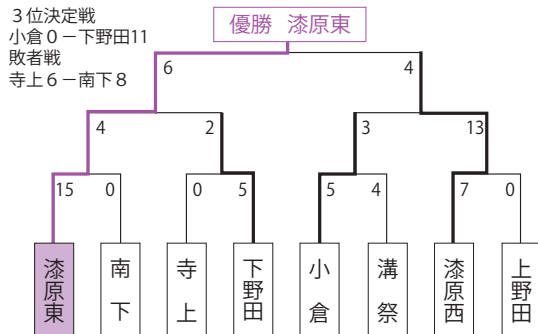 3位決定戦
小倉0－下野田11
敗者戦
寺上6－南下8
優勝 漆原東
6
4
4
2
3
13
15
0
0
5
5
4
7
0
漆原東
南下
寺上
下野田
小倉
溝祭
漆原西
上野田